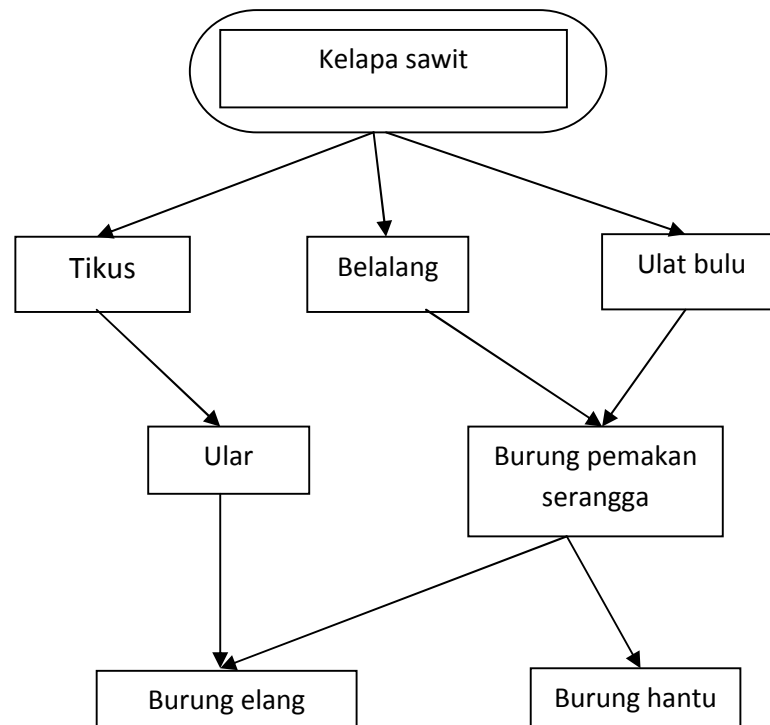 Kelapa sawit
Tikus
Belalang
Ulat bulu
Ular
Burung pemakan
serangga
Burung elang
Burung hantu